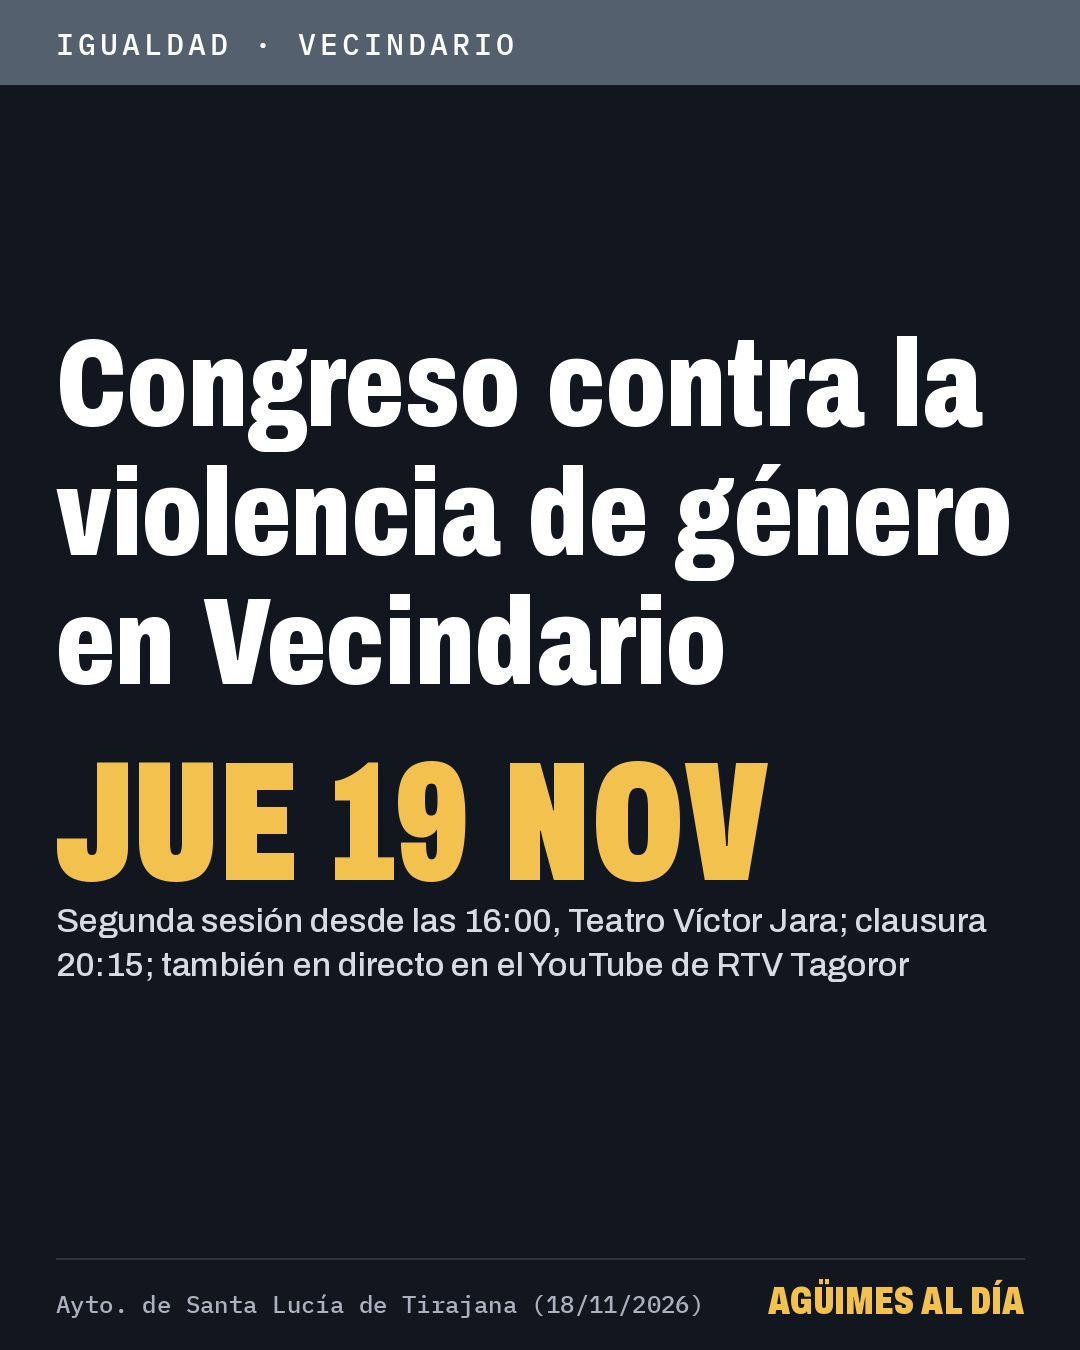 IGUALDAD · VECINDARIO
Congreso contra la
violencia de género
en Vecindario
JUE 19 NOV
Segunda sesión desde las 16:00, Teatro Víctor Jara; clausura
20:15; también en directo en el YouTube de RTV Tagoror
Ayto. de Santa Lucía de Tirajana (18/11/2026)
AGÜIMES AL DÍA